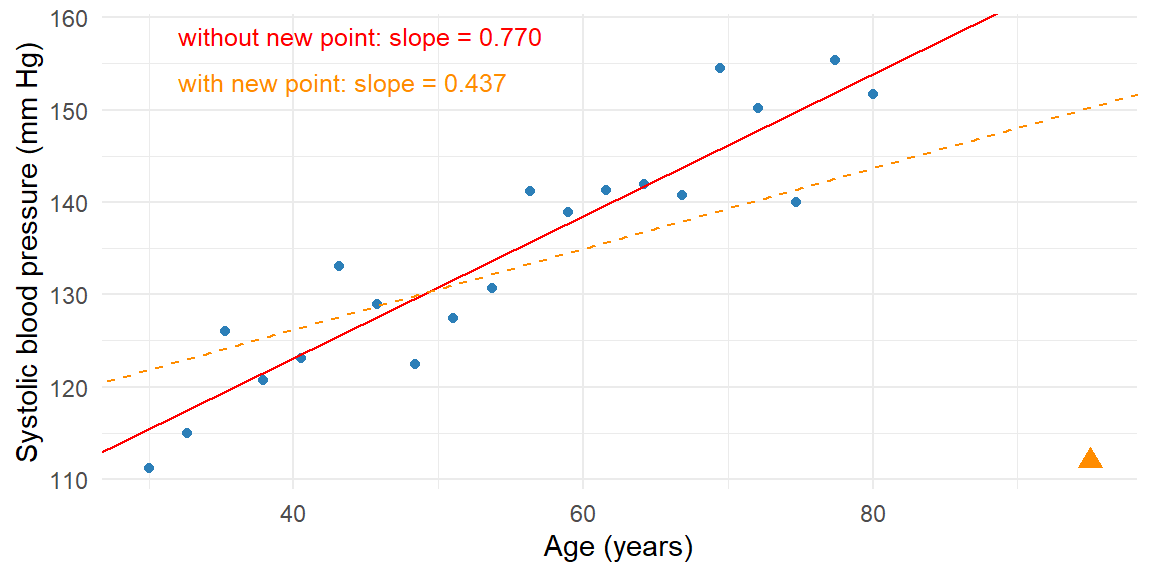 without new point: slope = 0.770
with new point: slope = 0.437
Systolic blood pressure (mm Hg)
160
150
140
130
120
110
40 60 80
Age (years)